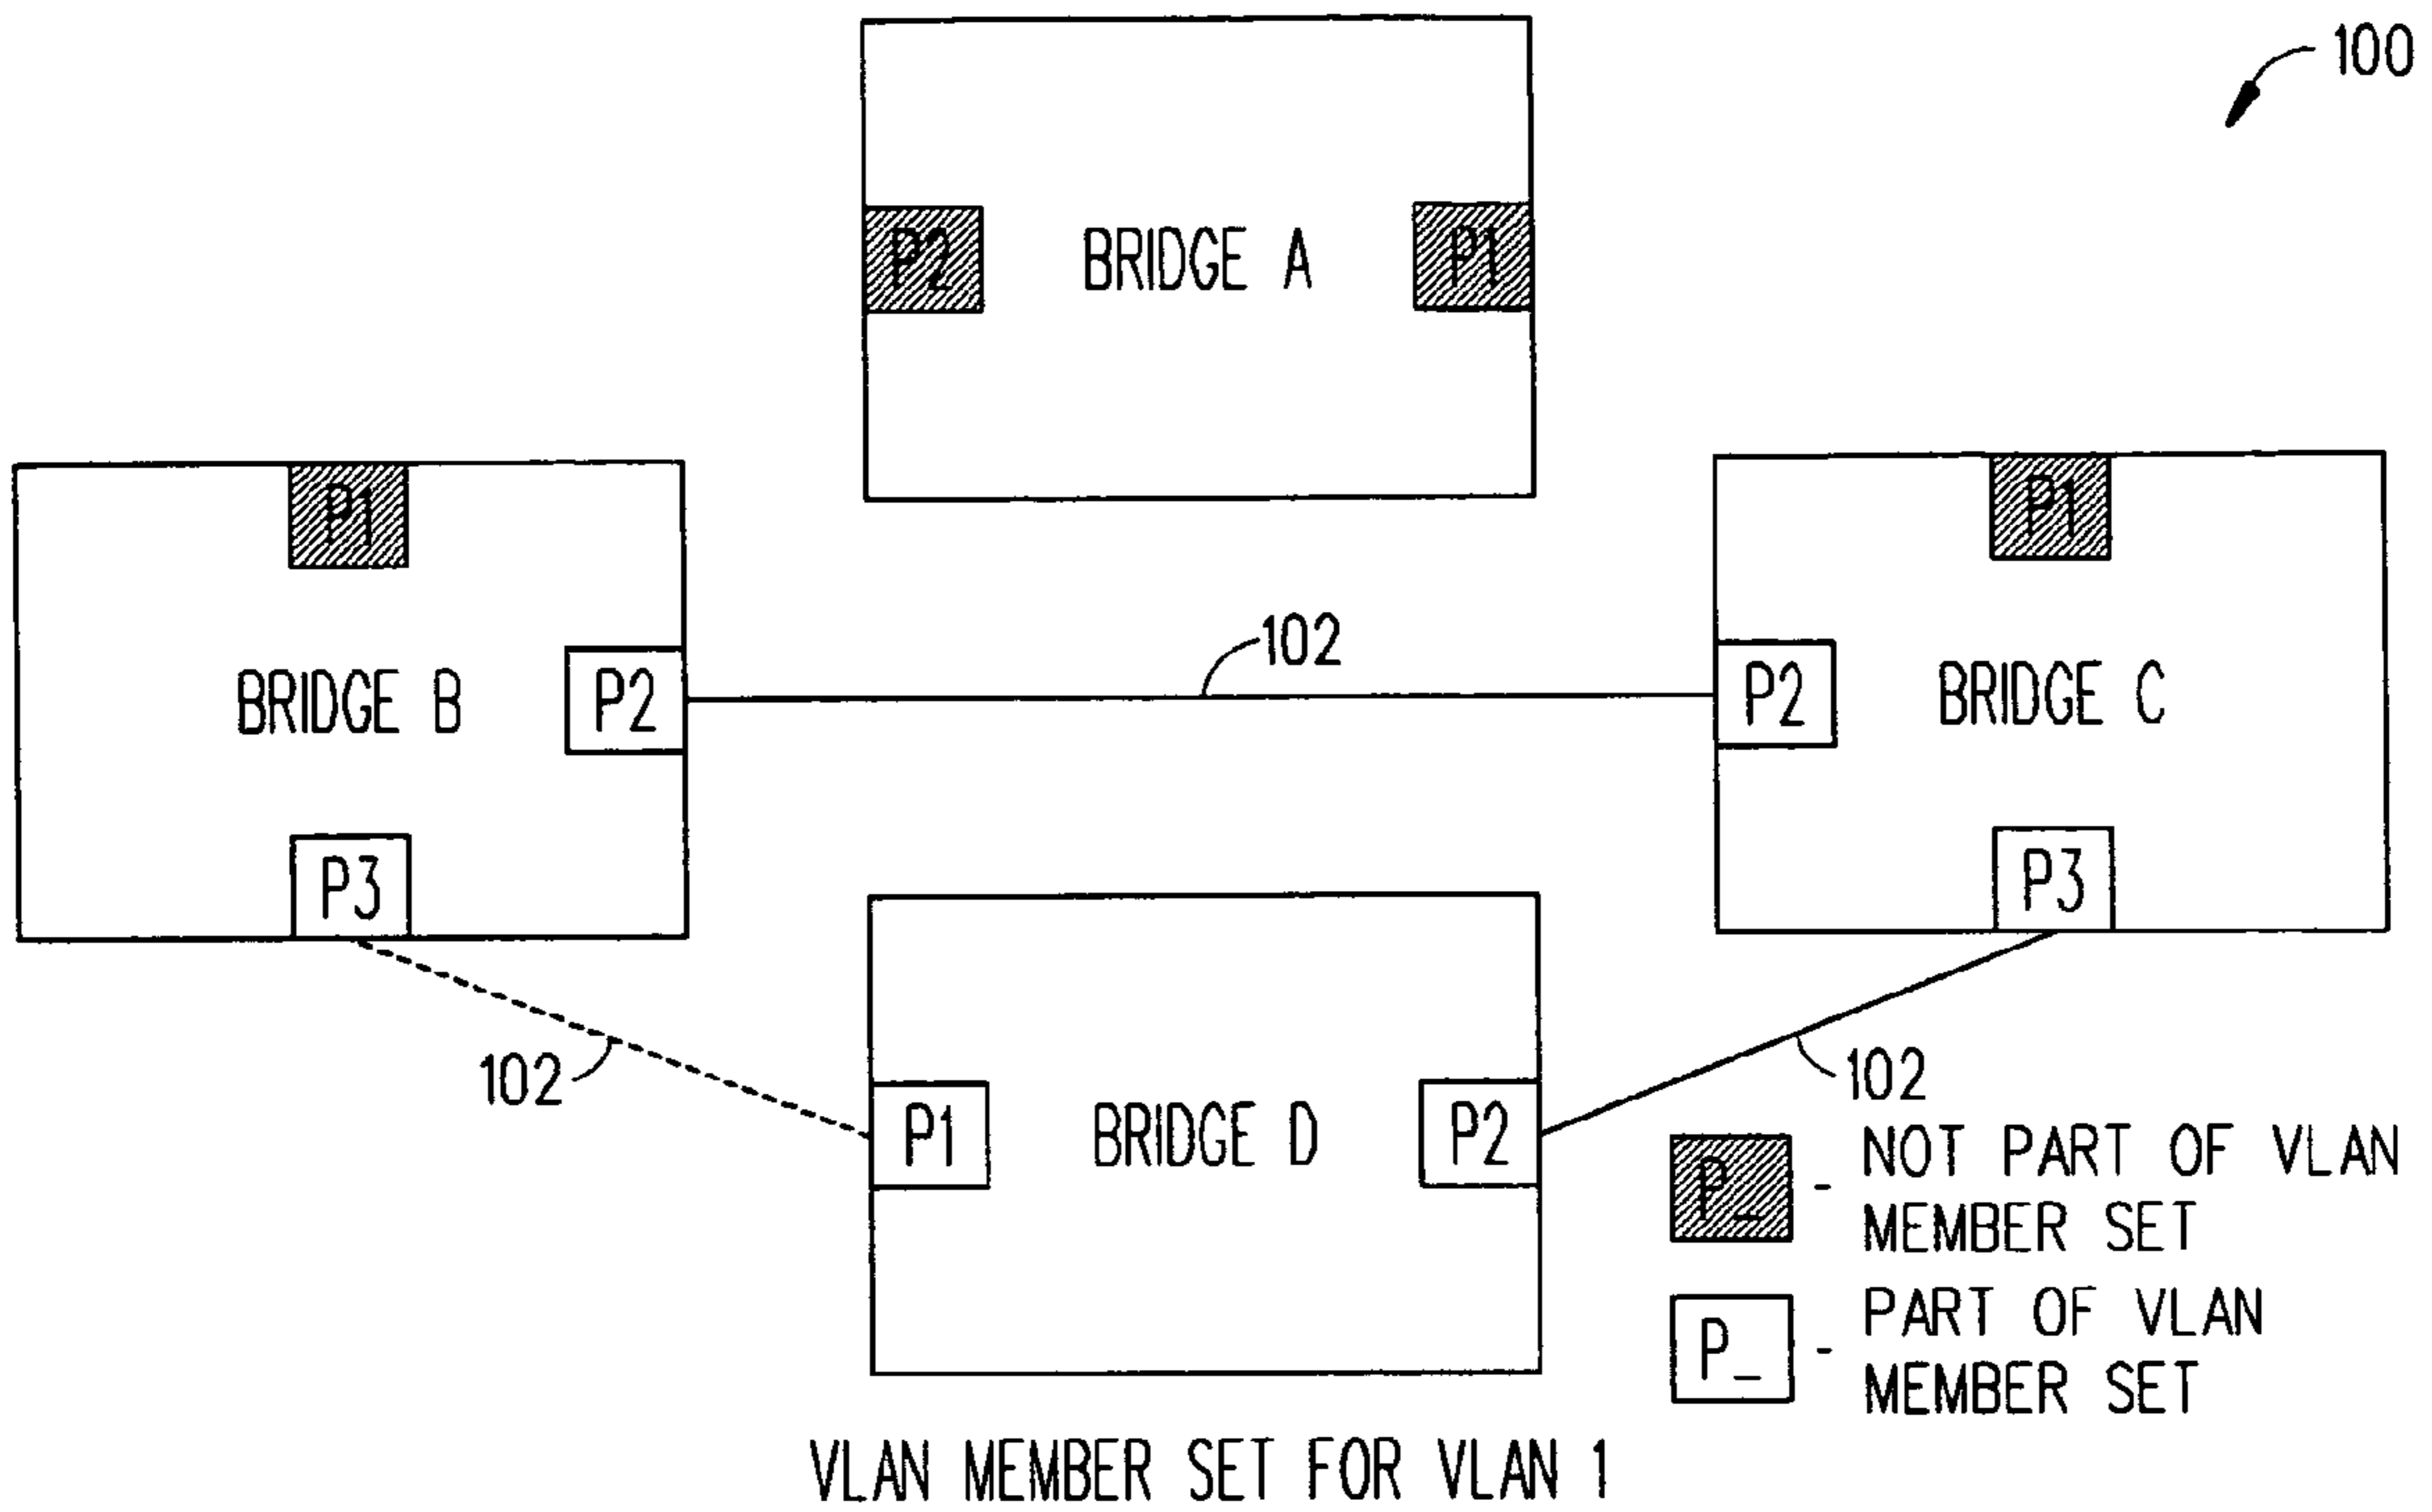 100
P2
BRIDGE A
P1
P1
P1
102
BRIDGE B
P2
P2
BRIDGE C
P3
P3
102
P1
BRIDGE D
P2
102
P_ - NOT PART OF VLAN
MEMBER SET
P_ - PART OF VLAN
MEMBER SET
VLAN MEMBER SET FOR VLAN 1